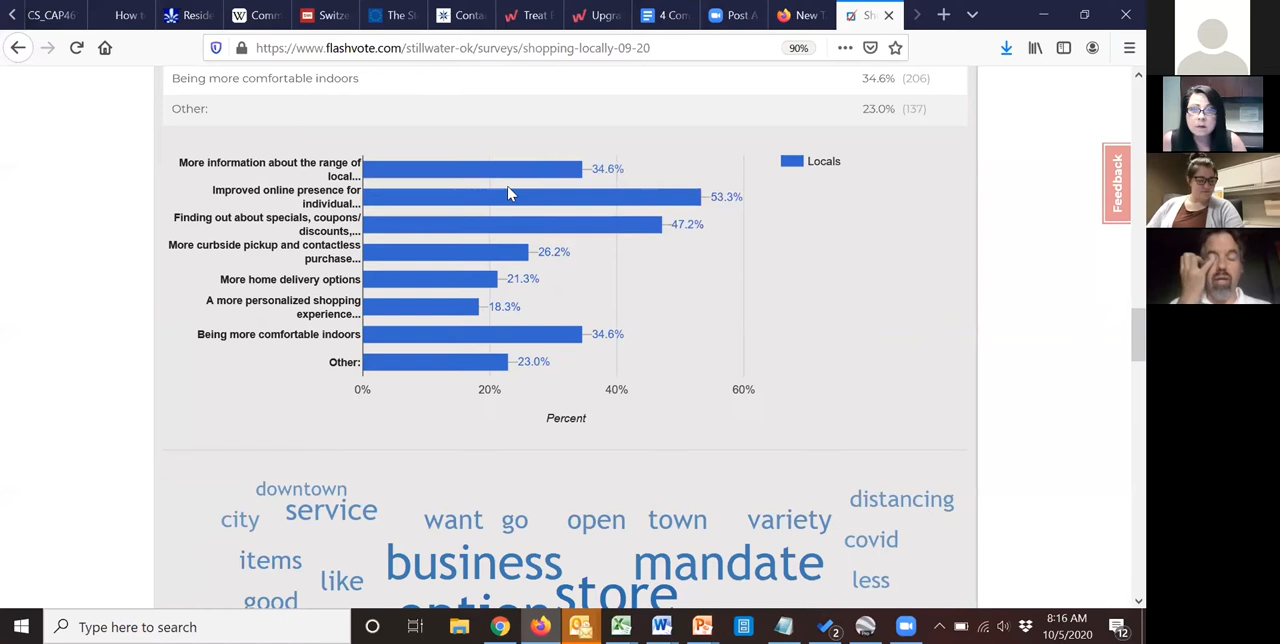 CS_CAP46
How t
Reside
Comm
Switze
The S
Conta
Treat E
Upgra
4 Com
Post A
New T
Sh
https://www.flashvote.com/stillwater-ok/surveys/shopping-locally-09-20
90%
Being more comfortable indoors 34.6% (206)
Other: 23.0% (137)
More information about the range of
local... 34.6%
Improved online presence for
individual... 53.3%
Finding out about specials, coupons/
discounts,... 47.2%
More curbside pickup and contactless
purchase... 26.2%
More home delivery options 21.3%
A more personalized shopping
experience... 18.3%
Being more comfortable indoors 34.6%
Other: 23.0%
0% 20% 40% 60%
Percent
Locals
Feedback
downtown
city service want go open town variety distancing
covid
items business mandate
like less
good option store
Type here to search
2
8:16 AM
10/5/2020
12